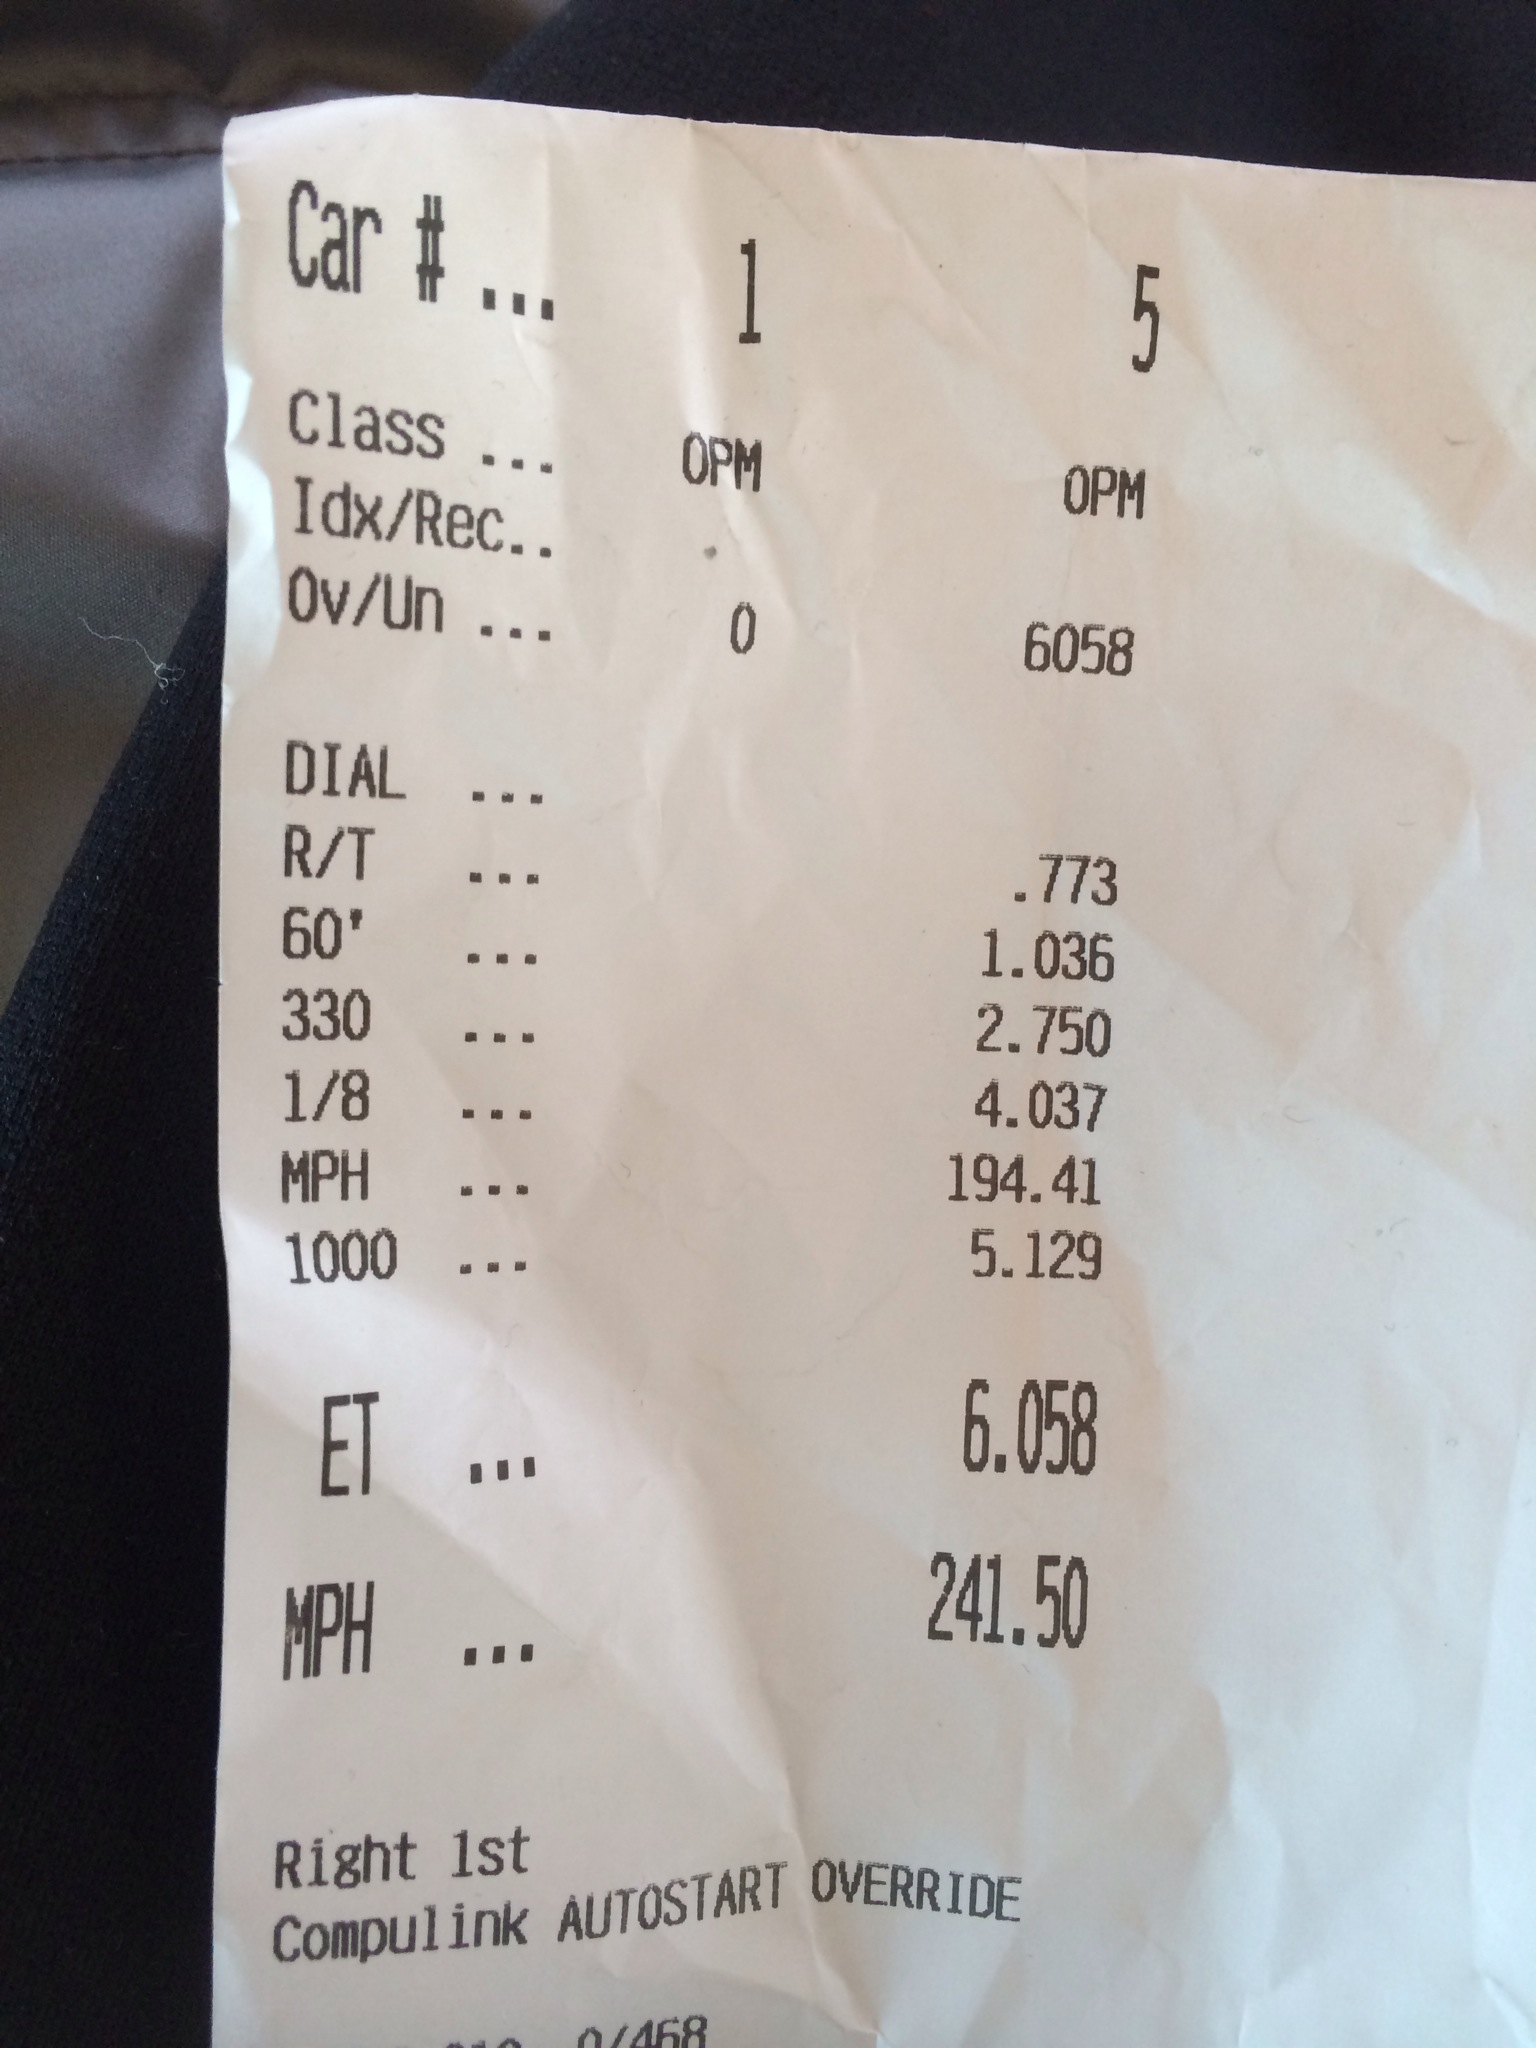 Car # ... 1 5
Class ... OPM OPM
Idx/Rec..
Ov/Un ... 0 6058
DIAL ...
R/T ... .773
60' ... 1.036
330 ... 2.750
1/8 ... 4.037
MPH ... 194.41
1000 ... 5.129
ET ... 6.058
MPH ... 241.50
Right 1st
Compulink AUTOSTART OVERRIDE
0/468